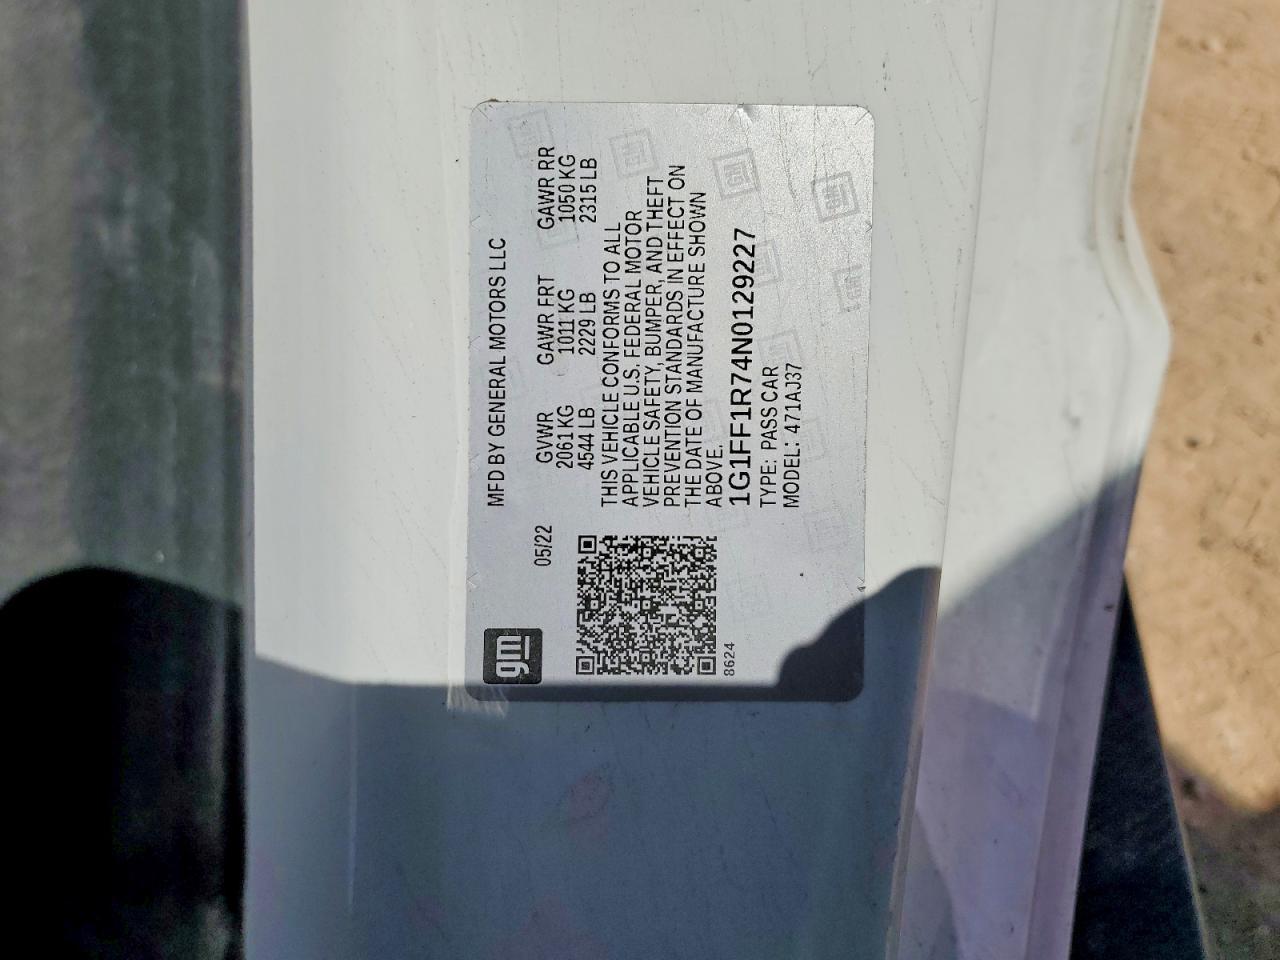 gm
MFD BY GENERAL MOTORS LLC
05/22
GVWR GAWR FRT GAWR RR
2061 KG 1011 KG 1050 KG
4544 LB 2229 LB 2315 LB
THIS VEHICLE CONFORMS TO ALL
APPLICABLE U.S. FEDERAL MOTOR
VEHICLE SAFETY, BUMPER, AND THEFT
PREVENTION STANDARDS IN EFFECT ON
THE DATE OF MANUFACTURE SHOWN
ABOVE.
8624
1G1FF1R74N0129227
TYPE: PASS CAR
MODEL: 471AJ37